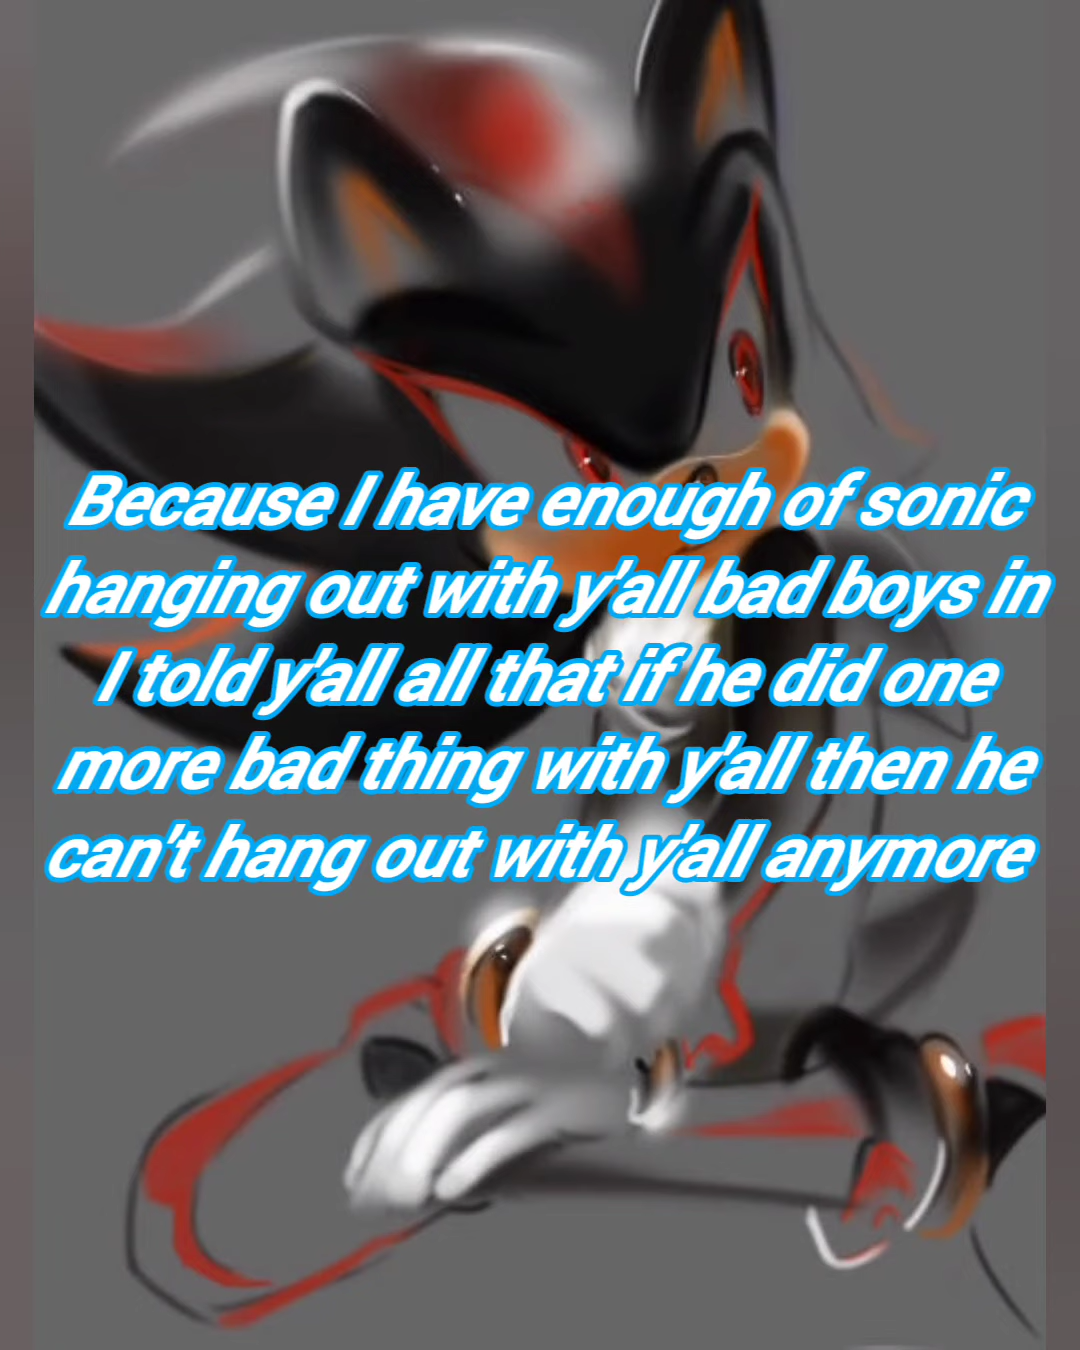 Because I have enough of sonic
hanging out with y'all bad boys in
I told y'all all that if he did one
more bad thing with y'all then he
can't hang out with y'all anymore